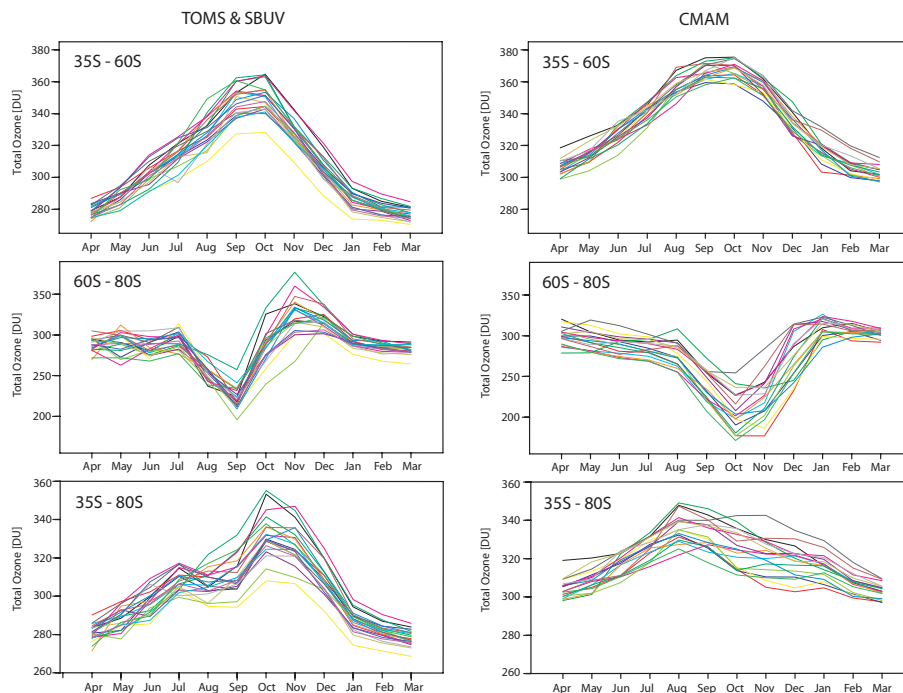 TOMS & SBUV
35S - 60S
Total Ozone [DU]
380
360
340
320
300
280
Apr May Jun Jul Aug Sep Oct Nov Dec Jan Feb Mar
60S - 80S
Total Ozone [DU]
350
300
250
200
Apr May Jun Jul Aug Sep Oct Nov Dec Jan Feb Mar
35S - 80S
Total Ozone [DU]
360
340
320
300
280
260
Apr May Jun Jul Aug Sep Oct Nov Dec Jan Feb Mar
CMAM
35S - 60S
Total Ozone [DU]
380
360
340
320
300
280
Apr May Jun Jul Aug Sep Oct Nov Dec Jan Feb Mar
60S - 80S
Total Ozone [DU]
350
300
250
200
Apr May Jun Jul Aug Sep Oct Nov Dec Jan Feb Mar
35S - 80S
Total Ozone [DU]
360
340
320
300
280
260
Apr May Jun Jul Aug Sep Oct Nov Dec Jan Feb Mar